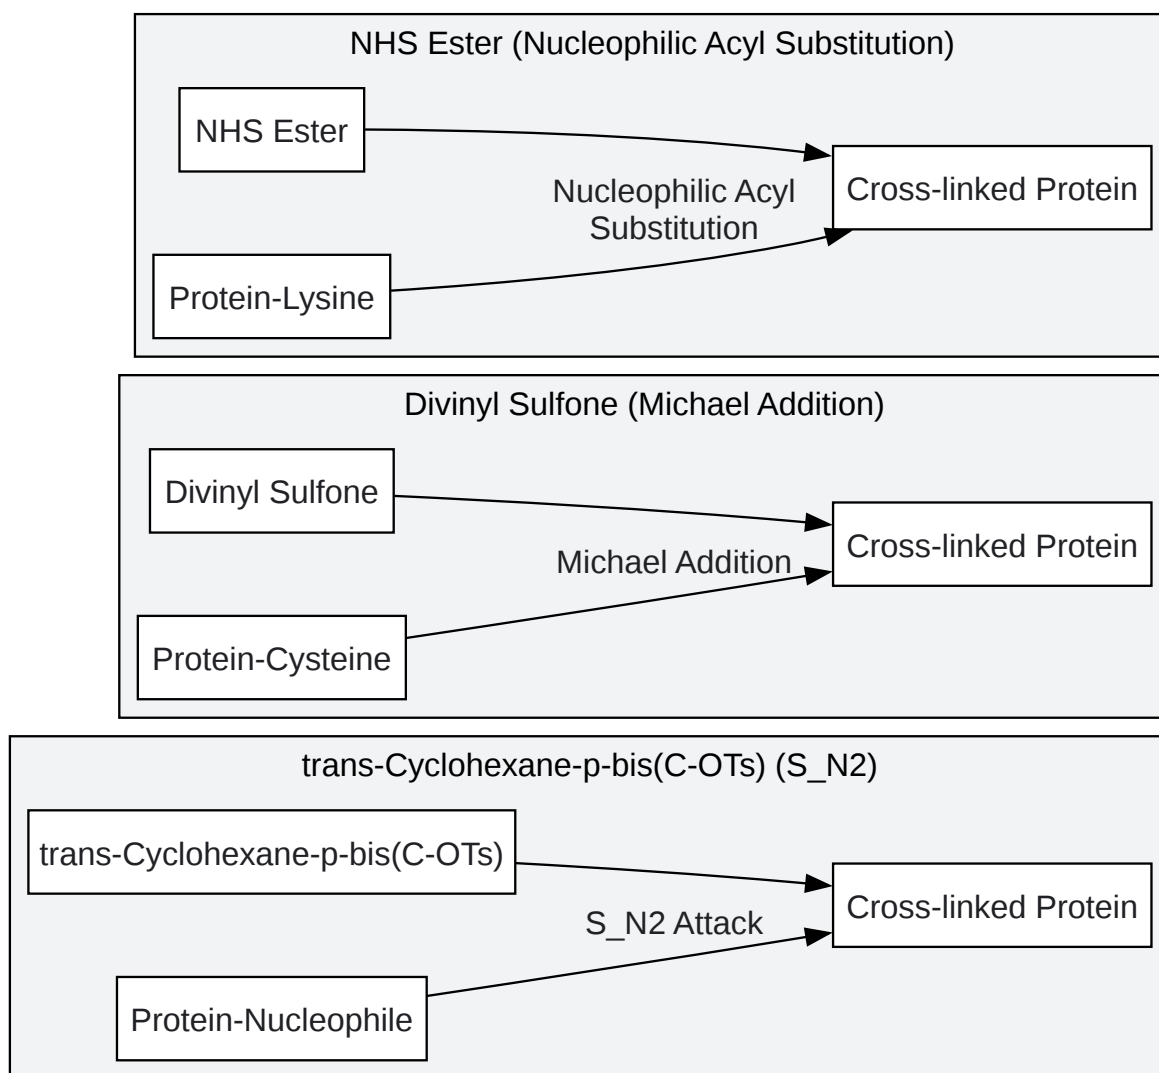 NHS Ester (Nucleophilic Acyl Substitution)
NHS Ester
Nucleophilic Acyl
Substitution
Cross-linked Protein
Protein-Lysine
Divinyl Sulfone (Michael Addition)
Divinyl Sulfone
Michael Addition
Cross-linked Protein
Protein-Cysteine
trans-Cyclohexane-p-bis(C-OTs) (S_N2)
trans-Cyclohexane-p-bis(C-OTs)
S_N2 Attack
Cross-linked Protein
Protein-Nucleophile